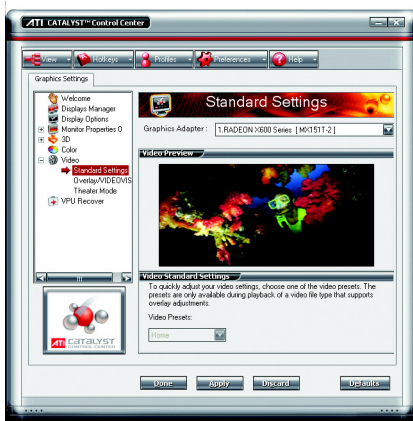 ATI CATALYST™ Control Center
View Hotkeys Profiles Preferences Help
Graphics Settings
Welcome
Displays Manager
Display Options
Monitor Properties 0
3D
Color
Video
Standard Settings
Overlay/VIDEOVIS
Theater Mode
VPU Recover
Standard Settings
Graphics Adapter :
1.RADEON X600 Series [ MX151T-2 ]
Video Preview
Video Standard Settings
To quickly adjust your video settings, choose one of the video presets. The
presets are only available during playback of a video file type that supports
overlay adjustments.
Video Presets:
Home
ATI CATALYST
CONTROL CENTER
Done Apply Discard Defaults